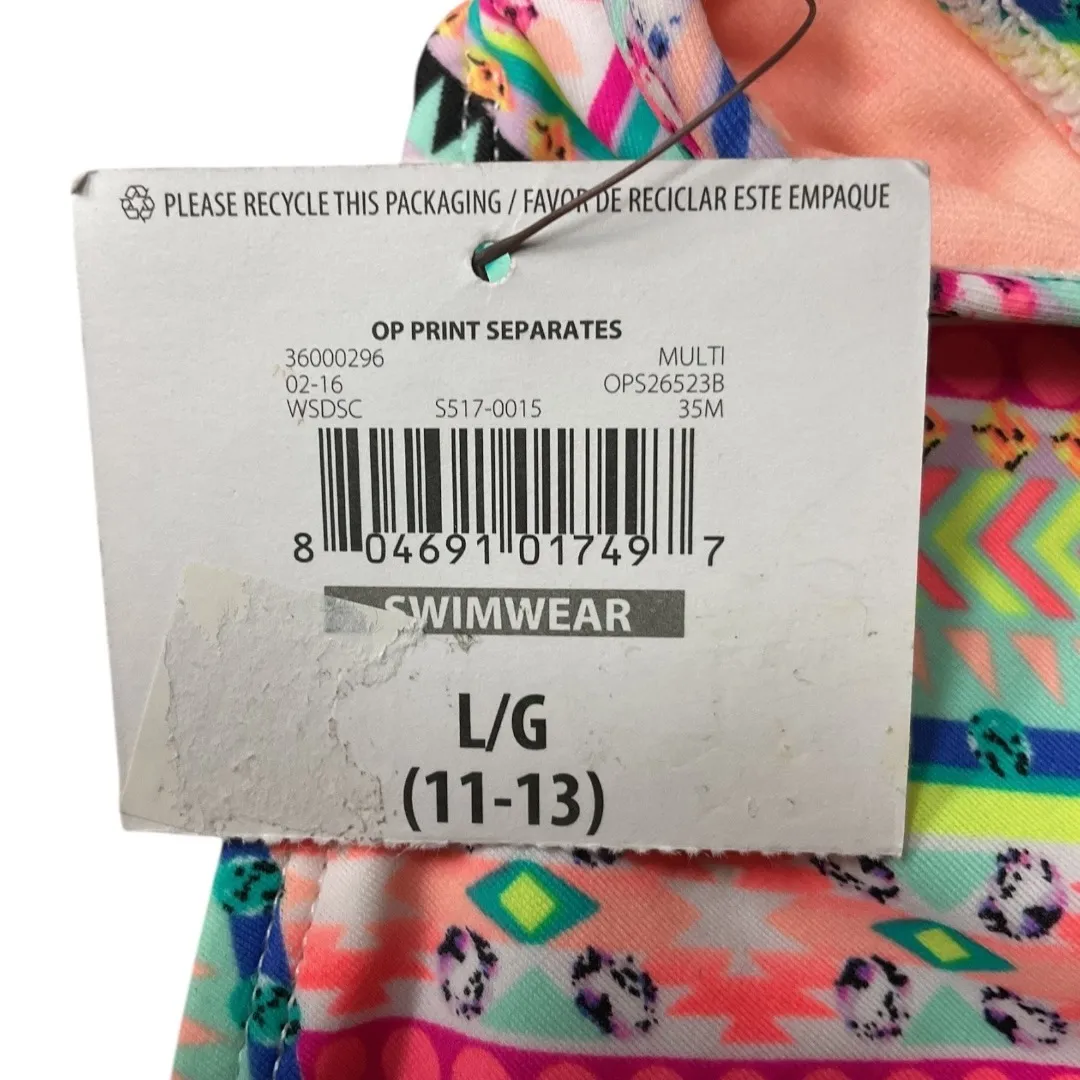 PLEASE RECYCLE THIS PACKAGING / FAVOR DE RECICLAR ESTE EMPAQUE
OP PRINT SEPARATES
36000296 MULTI
02-16 OPS26523B
WSDSC S517-0015 35M
8 04691 01749 7
SWIMWEAR
L/G
(11-13)